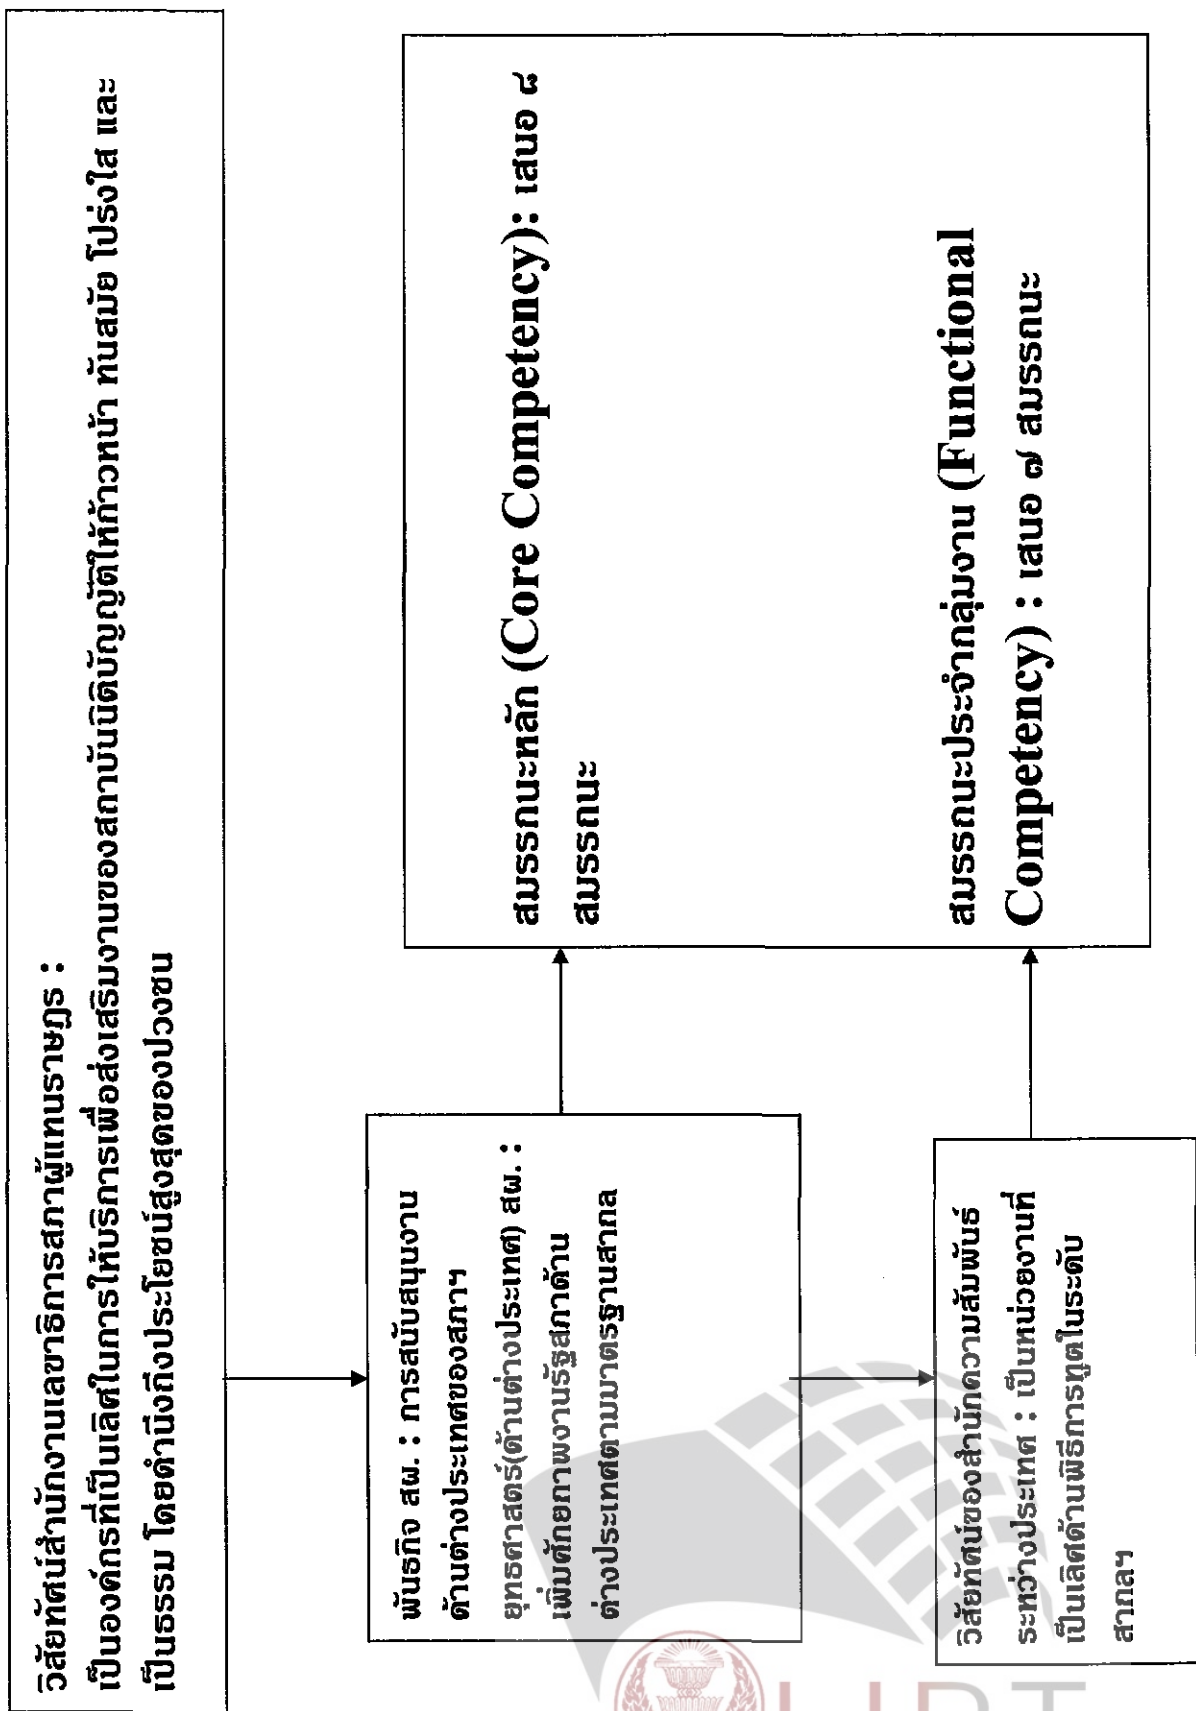 วิสัยทัศน์สำนักงานเลขาธิการสภาผู้แทนราษฎร :
เป็นองค์กรที่เป็นเลิศในการให้บริการเพื่อส่งเสริมงานของสถาบันนิติบัญญัติให้ก้าวหน้า ทันสมัย โปร่งใส และ
เป็นธรรม โดยคำนึงถึงประโยชน์สูงสุดของปวงชน
พันธกิจ สผ. : การสนับสนุนงาน
ด้านต่างประเทศของสภาฯ
ยุทธศาสตร์(ด้านต่างประเทศ) สผ. :
เพิ่มศักยภาพงานรัฐสภาด้าน
ต่างประเทศตามมาตรฐานสากล
สมรรถนะหลัก (Core Competency): เสนอ ๘
สมรรถนะ
วิสัยทัศน์ของสำนักความสัมพันธ์
ระหว่างประเทศ : เป็นหน่วยงานที่
เป็นเลิศด้านพิธีการทูตในระดับ
สากลฯ
สมรรถนะประจำกลุ่มงาน (Functional
Competency) : เสนอ ๗ สมรรถนะ